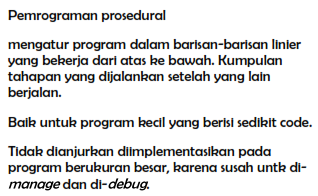 Pemrograman prosedural
mengatur program dalam barisan-barisan linier
yang bekerja dari atas ke bawah. Kumpulan
tahapan yang dijalankan setelah yang lain
berjalan.
Baik untuk program kecil yang berisi sedikit code.
Tidak dianjurkan diimplementasikan pada
program berukuran besar, karena susah untk di-
manage dan di-debug.